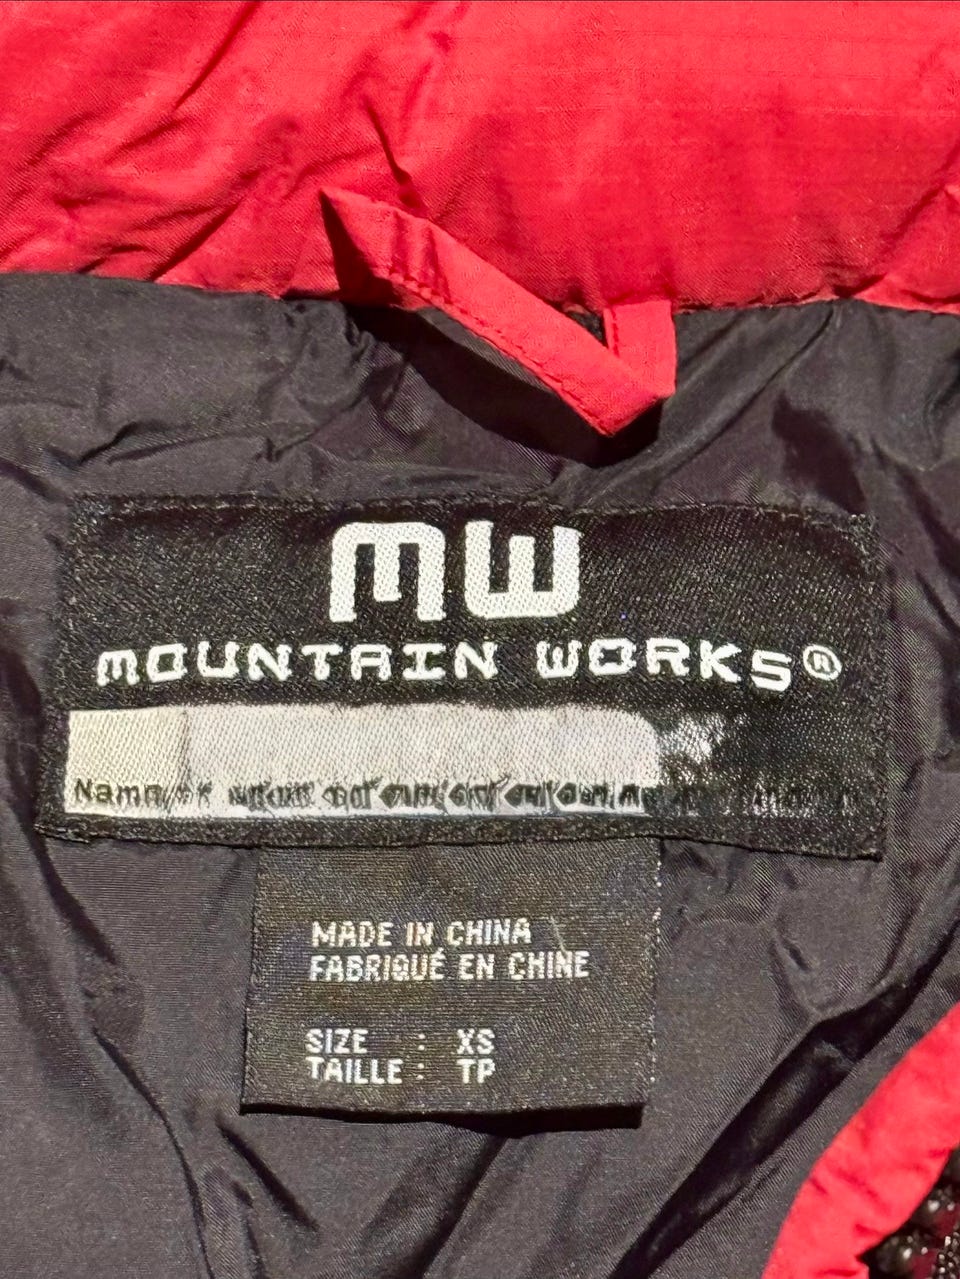 MW
MOUNTAIN WORKS®
MADE IN CHINA
FABRIQUÉ EN CHINE
SIZE : XS
TAILLE : TP